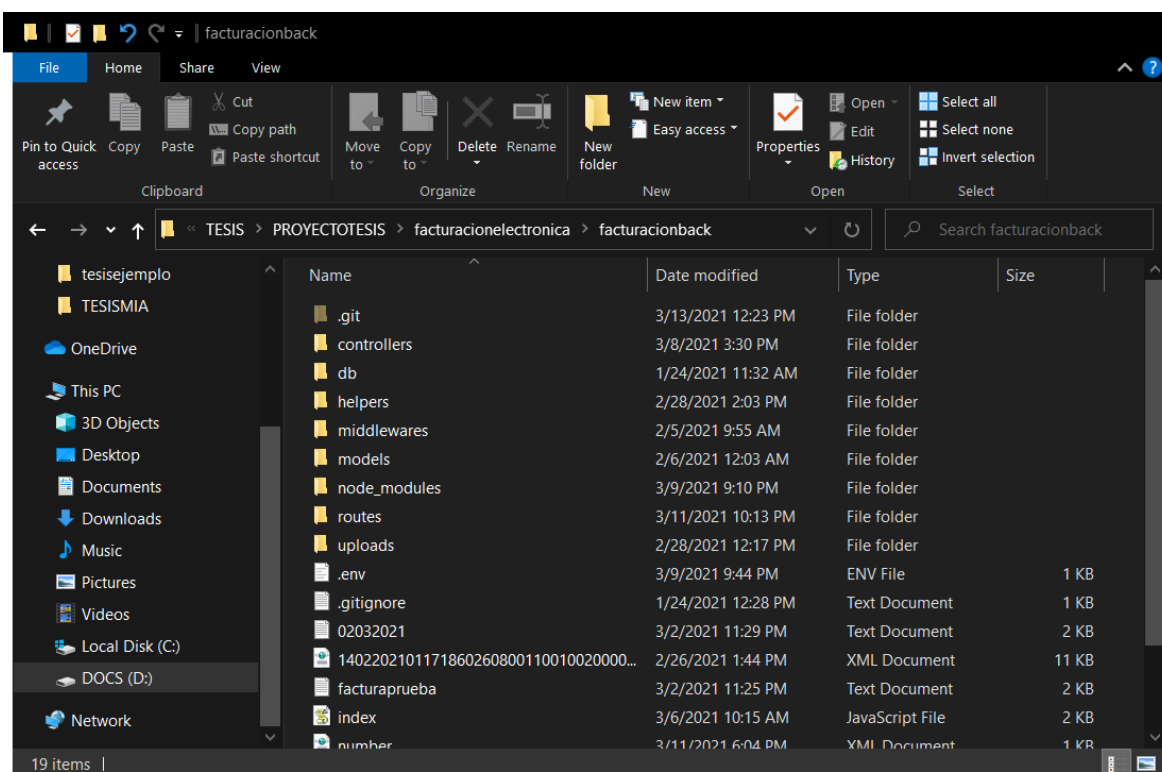 facturacionback
File Home Share View
Pin to Quick access
Copy
Paste
Cut
Copy path
Paste shortcut
Move to
Copy to
Delete
Rename
New folder
New item
Easy access
Properties
Open
Edit
History
Select all
Select none
Invert selection
Clipboard Organize New Open Select
« TESIS > PROYECTOTESIS > facturacionelectronica > facturacionback
Search facturacionback
tesisejemplo
TESISMIA
OneDrive
This PC
3D Objects
Desktop
Documents
Downloads
Music
Pictures
Videos
Local Disk (C:)
DOCS (D:)
Network
Name Date modified Type Size
.git 3/13/2021 12:23 PM File folder
controllers 3/8/2021 3:30 PM File folder
db 1/24/2021 11:32 AM File folder
helpers 2/28/2021 2:03 PM File folder
middlewares 2/5/2021 9:55 AM File folder
models 2/6/2021 12:03 AM File folder
node_modules 3/9/2021 9:10 PM File folder
routes 3/11/2021 10:13 PM File folder
uploads 2/28/2021 12:17 PM File folder
.env 3/9/2021 9:44 PM ENV File 1 KB
.gitignore 1/24/2021 12:28 PM Text Document 1 KB
02032021 3/2/2021 11:29 PM Text Document 2 KB
1402202101171860260800110010020000... 2/26/2021 1:44 PM XML Document 11 KB
facturaprueba 3/2/2021 11:25 PM Text Document 2 KB
index 3/6/2021 10:15 AM JavaScript File 2 KB
number 3/11/2021 6:04 PM XML Document 1 KB
19 items